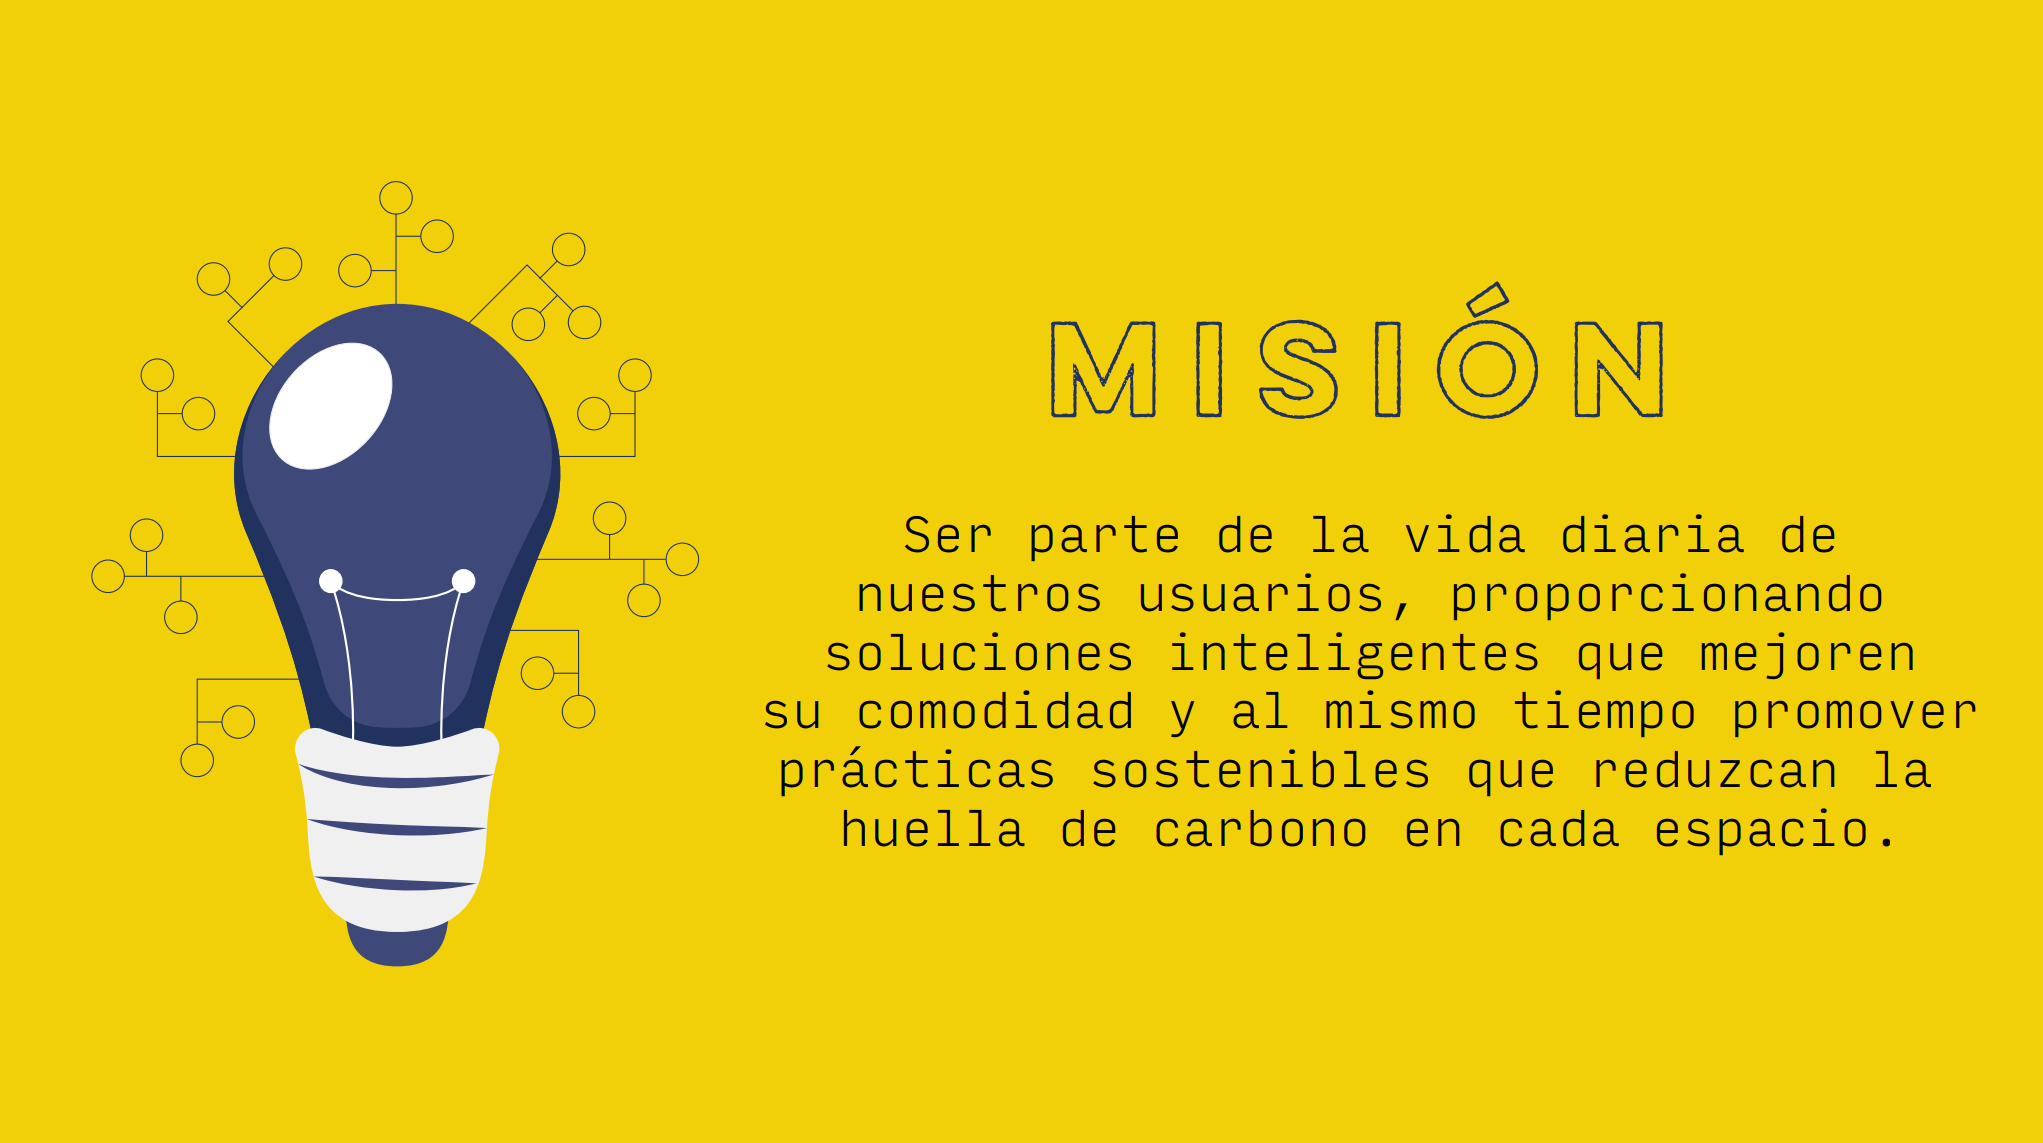 MISIÓN
Ser parte de la vida diaria de
nuestros usuarios, proporcionando
soluciones inteligentes que mejoren
su comodidad y al mismo tiempo promover
prácticas sostenibles que reduzcan la
huella de carbono en cada espacio.